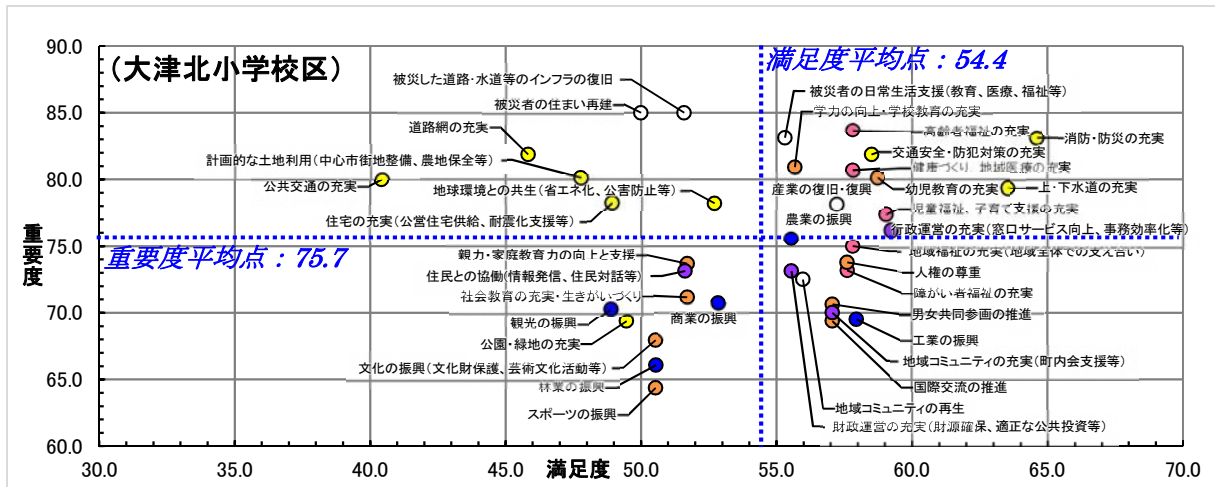 (大津北小学校区)
満足度平均点：54.4
重要度平均点：75.7
重要度
満足度
90.0
85.0
80.0
75.0
70.0
65.0
60.0
30.0
35.0
40.0
45.0
50.0
55.0
60.0
65.0
70.0
被災した道路・水道等のインフラの復旧
被災者の住まい再建
道路網の充実
計画的な土地利用(中心市街地整備、農地保全等)
公共交通の充実
地球環境との共生(省エネ化、公害防止等)
住宅の充実(公営住宅供給、耐震化支援等)
被災者の日常生活支援(教育、医療、福祉等)
学力の向上・学校教育の充実
高齢者福祉の充実
消防・防災の充実
交通安全・防犯対策の充実
健康づくり、地域医療の充実
産業の復旧・復興
幼児教育の充実
上・下水道の充実
児童福祉、子育て支援の充実
農業の振興
行政運営の充実(窓口サービス向上、事務効率化等)
親力・家庭教育力の向上と支援
住民との協働(情報発信、住民対話等)
社会教育の充実・生きがいづくり
観光の振興
商業の振興
公園・緑地の充実
文化の振興(文化財保護、芸術文化活動等)
林業の振興
スポーツの振興
地域福祉の充実(地域全体での支え合い)
人権の尊重
障がい者福祉の充実
男女共同参画の推進
工業の振興
地域コミュニティの充実(町内会支援等)
国際交流の推進
地域コミュニティの再生
財政運営の充実(財源確保、適正な公共投資等)